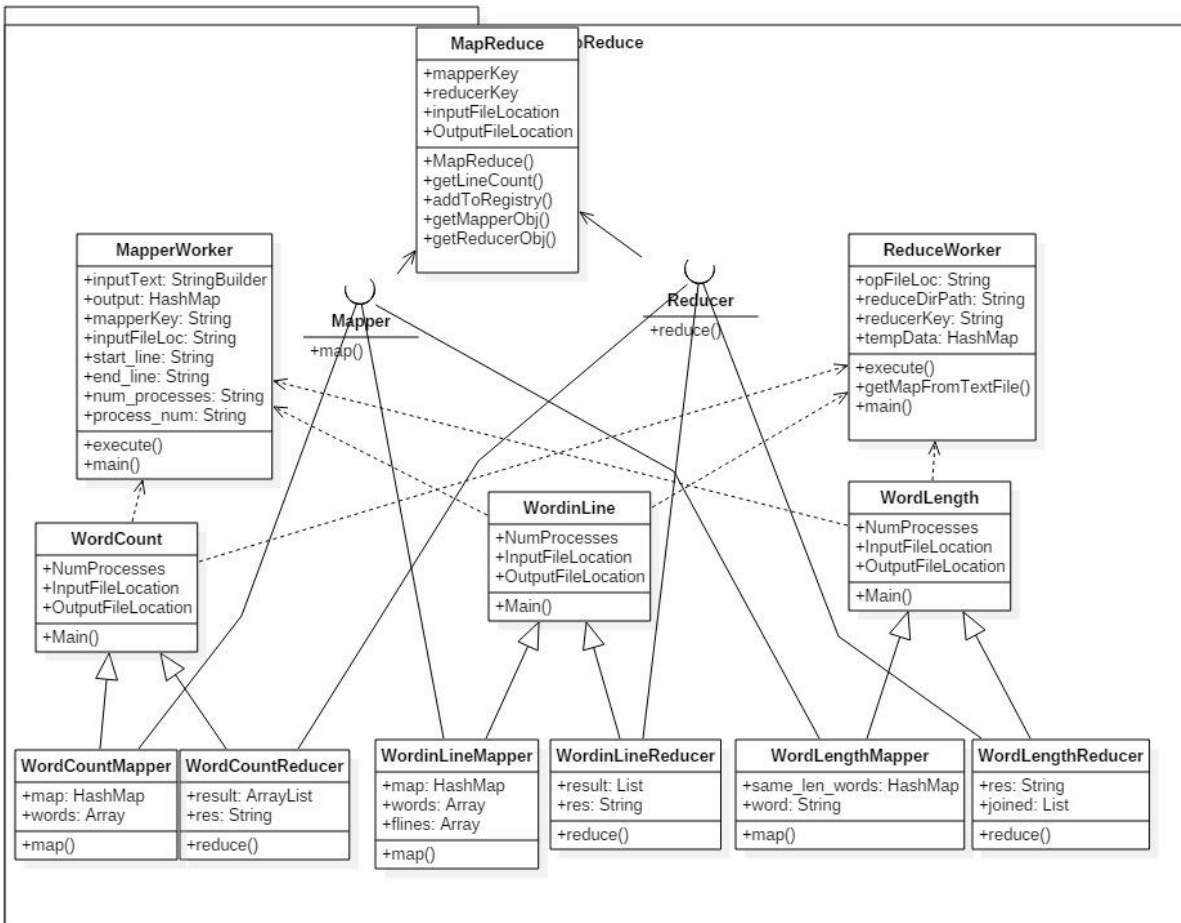 MapReduce
pReduce
+mapperKey
+reducerKey
+inputFileLocation
+OutputFileLocation
+MapReduce()
+getLineCount()
+addToRegistry()
+getMapperObj()
+getReducerObj()
MapperWorker
+inputText: StringBuilder
+output: HashMap
+mapperKey: String
+inputFileLoc: String
+start_line: String
+end_line: String
+num_processes: String
+process_num: String
+execute()
+main()
Mapper
+map()
Reducer
+reduce()
ReduceWorker
+opFileLoc: String
+reduceDirPath: String
+reducerKey: String
+tempData: HashMap
+execute()
+getMapFromTextFile()
+main()
WordCount
+NumProcesses
+InputFileLocation
+OutputFileLocation
+Main()
WordinLine
+NumProcesses
+InputFileLocation
+OutputFileLocation
+Main()
WordLength
+NumProcesses
+InputFileLocation
+OutputFileLocation
+Main()
WordCountMapper
+map: HashMap
+words: Array
+map()
WordCountReducer
+result: ArrayList
+res: String
+reduce()
WordinLineMapper
+map: HashMap
+words: Array
+flines: Array
+map()
WordinLineReducer
+result: List
+res: String
+reduce()
WordLengthMapper
+same_len_words: HashMap
+word: String
+map()
WordLengthReducer
+res: String
+joined: List
+reduce()